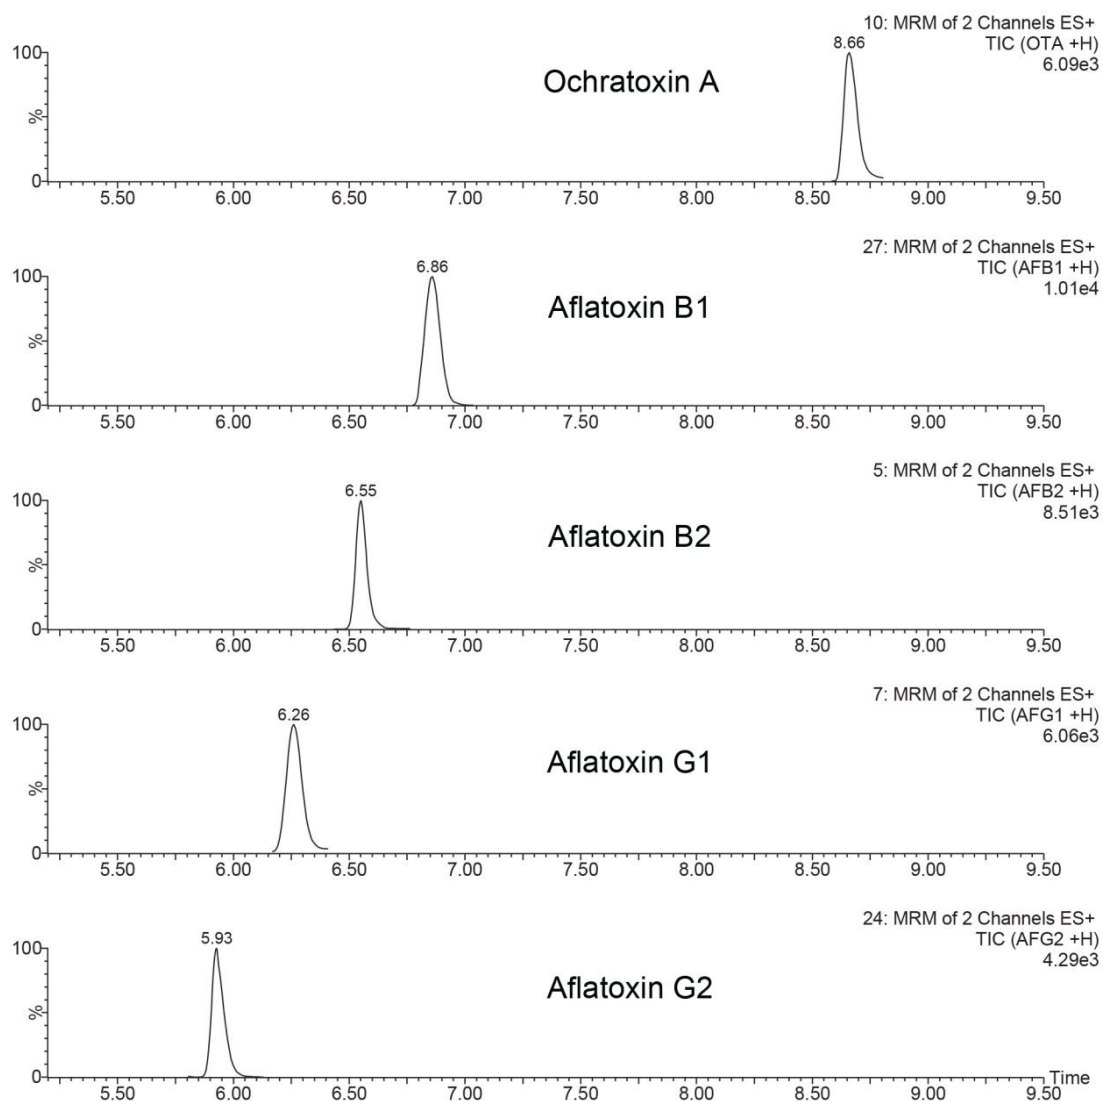 10: MRM of 2 Channels ES+
TIC (OTA +H)
6.09e3
8.66
100
Ochratoxin A
%
0
5.50 6.00 6.50 7.00 7.50 8.00 8.50 9.00 9.50
27: MRM of 2 Channels ES+
TIC (AFB1 +H)
1.01e4
6.86
100
Aflatoxin B1
%
0
5.50 6.00 6.50 7.00 7.50 8.00 8.50 9.00 9.50
5: MRM of 2 Channels ES+
TIC (AFB2 +H)
8.51e3
6.55
100
Aflatoxin B2
%
0
5.50 6.00 6.50 7.00 7.50 8.00 8.50 9.00 9.50
7: MRM of 2 Channels ES+
TIC (AFG1 +H)
6.06e3
6.26
100
Aflatoxin G1
%
0
5.50 6.00 6.50 7.00 7.50 8.00 8.50 9.00 9.50
24: MRM of 2 Channels ES+
TIC (AFG2 +H)
4.29e3
5.93
100
Aflatoxin G2
%
0
Time
5.50 6.00 6.50 7.00 7.50 8.00 8.50 9.00 9.50